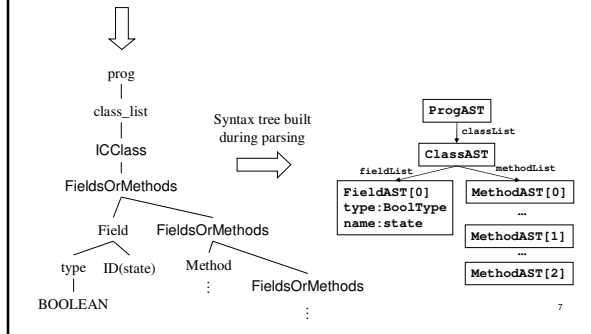 prog
class_list
ICClass
FieldsOrMethods
Field
FieldsOrMethods
type
ID(state)
Method
⋮
FieldsOrMethods
⋮
BOOLEAN
Syntax tree built
during parsing
ProgAST
classList
ClassAST
fieldList
methodList
FieldAST[0]
type:BoolType
name:state
MethodAST[0]
…
MethodAST[1]
…
MethodAST[2]
7